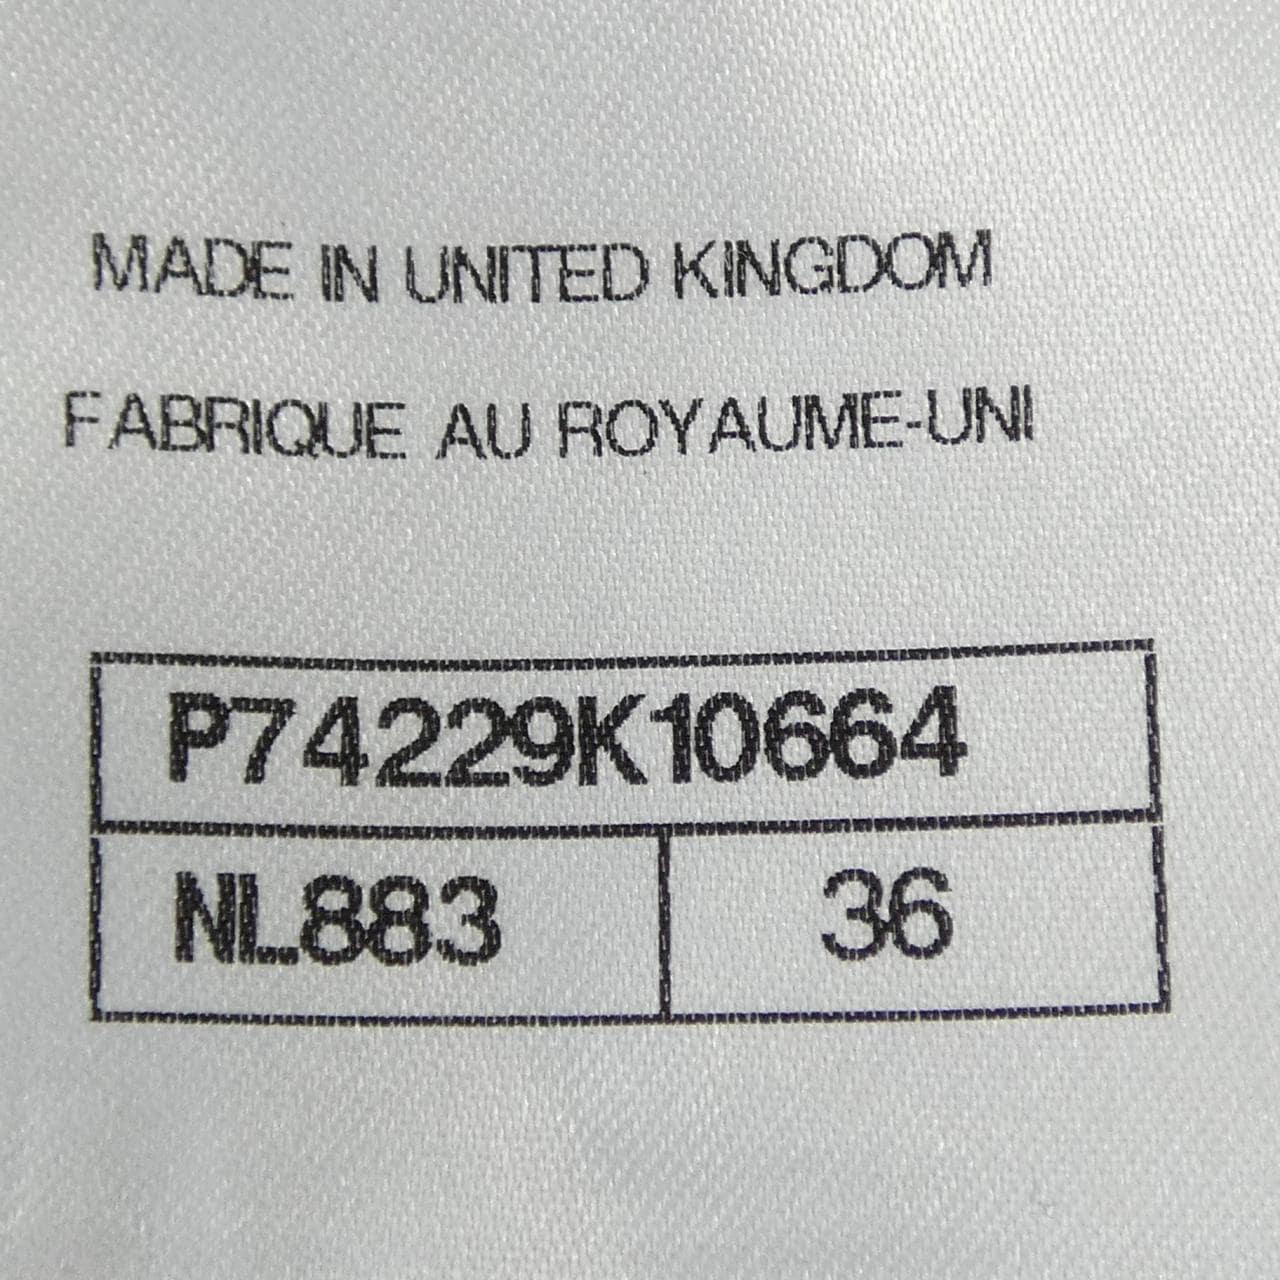 MADE IN UNITED KINGDOM
FABRIQUE AU ROYAUME-UNI
P74229K10664
NL883 36